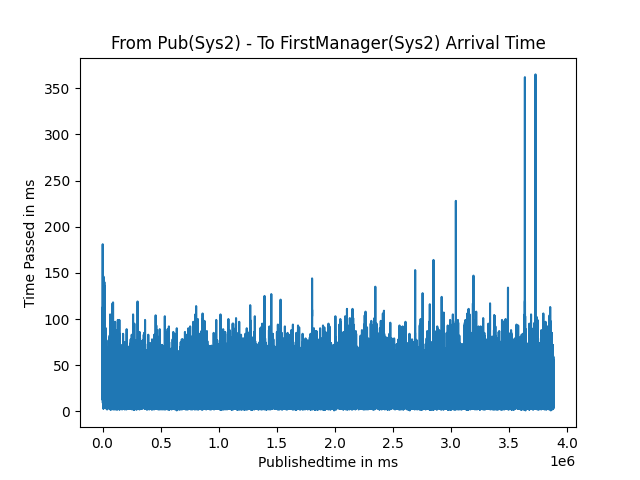 From Pub(Sys2) - To FirstManager(Sys2) Arrival Time
350
300
250
200
150
100
50
0
Time Passed in ms
0.0 0.5 1.0 1.5 2.0 2.5 3.0 3.5 4.0
1e6
Publishedtime in ms